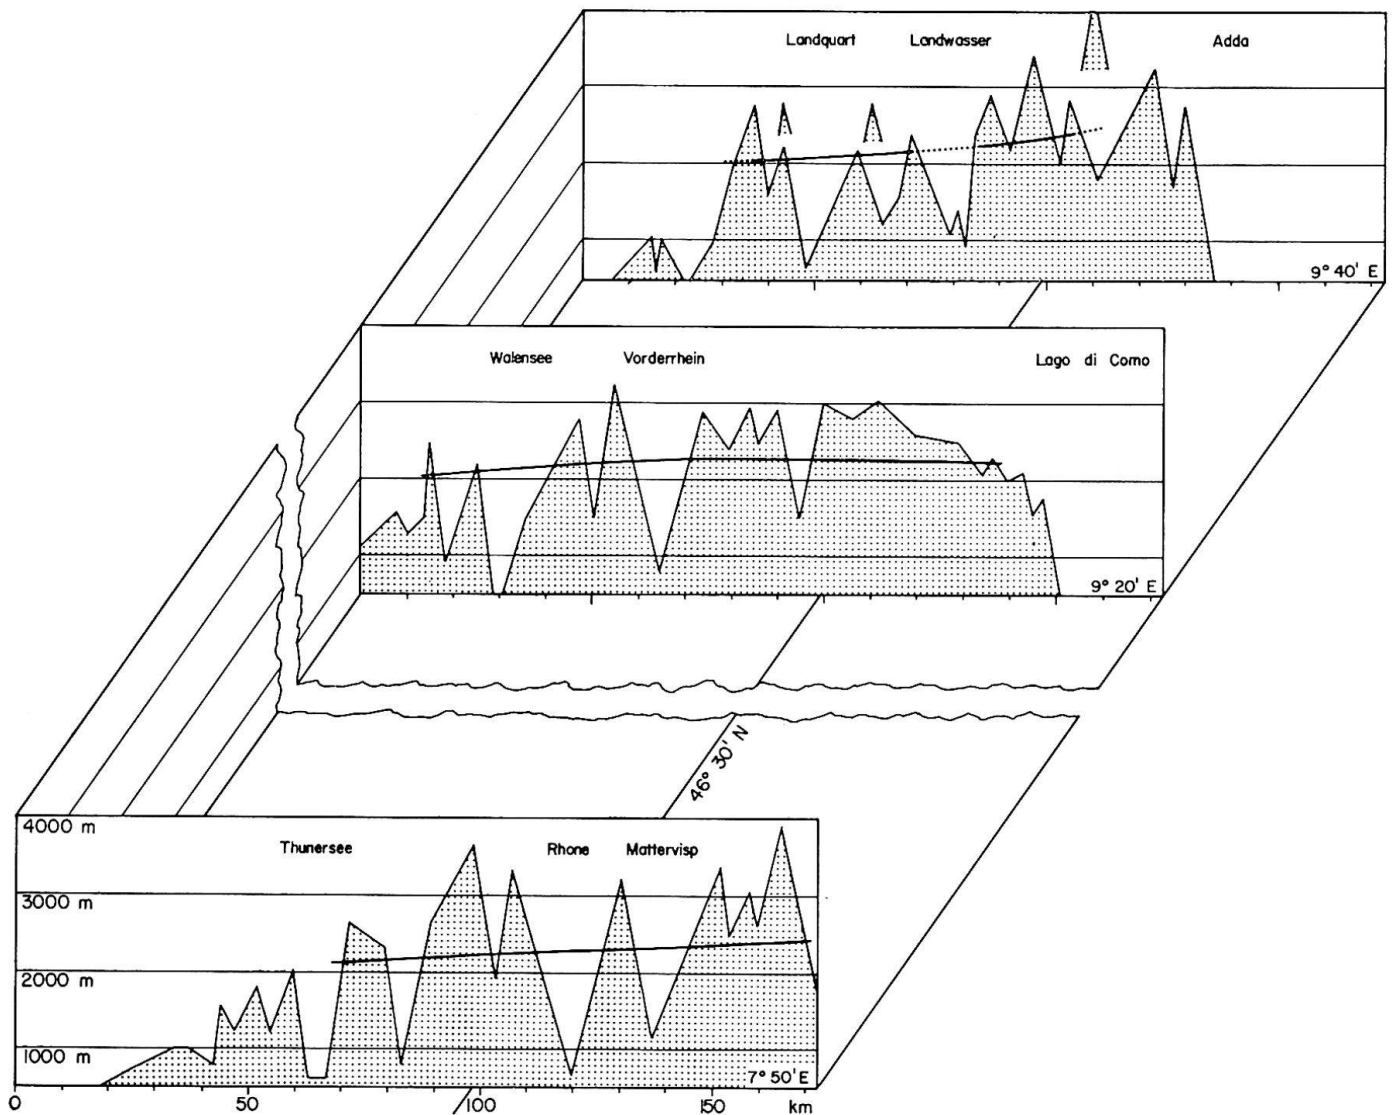 Landquart Landwasser Adda
9° 40' E
Walensee Vorderrhein Lago di Como
9° 20' E
46° 30' N
4000 m
Thunersee Rhone Mattervisp
3000 m
2000 m
1000 m
7° 50' E
0 50 100 150 km